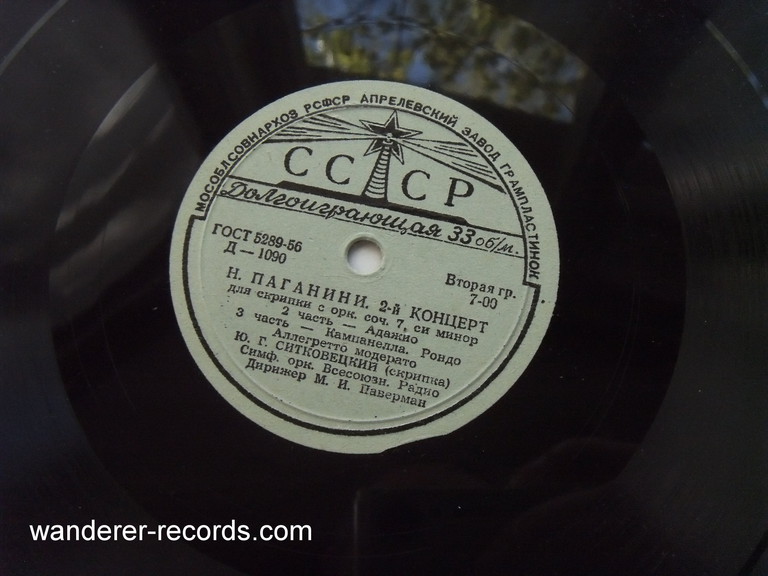 МОСОБЛСОВНАРХОЗ РСФСР АПРЕЛЕВСКИЙ ЗАВОД ГРАМПЛАСТИНОК
СССР
Долгоиграющая 33 об/м.
ГОСТ 5289-56
Д — 1090
Вторая гр.
7-00
Н. ПАГАНИНИ. 2-й КОНЦЕРТ
для скрипки с орк. соч. 7, си минор
2 часть — Адажио
3 часть — Кампанелла. Рондо
Аллегретто модерато
Ю. Г. СИТКОВЕЦКИЙ (скрипка)
Симф. орк. Всесоюзн. Радио
Дирижер М. И. Паверман
wanderer-records.com